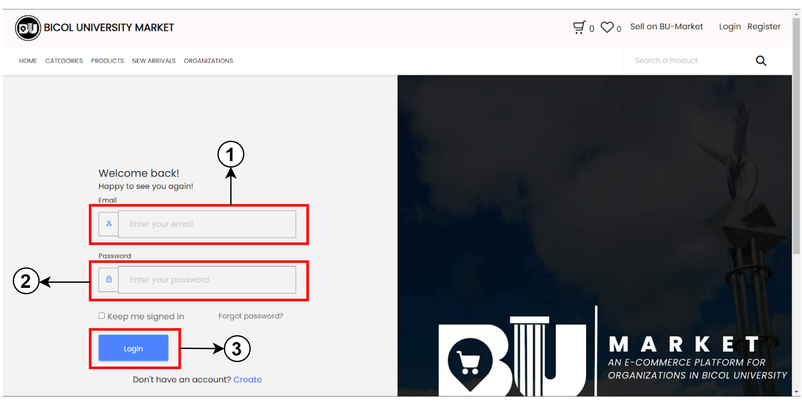 BU BICOL UNIVERSITY MARKET
0 0 Sell on BU-Market Login Register
HOME CATEGORIES PRODUCTS NEW ARRIVALS ORGANIZATIONS
Search a Product
1
Welcome back!
Happy to see you again!
Email
Enter your email
Password
2
Enter your password
Keep me signed in Forgot password?
Login
3
Don't have an account? Create
BU MARKET
AN E-COMMERCE PLATFORM FOR
ORGANIZATIONS IN BICOL UNIVERSITY